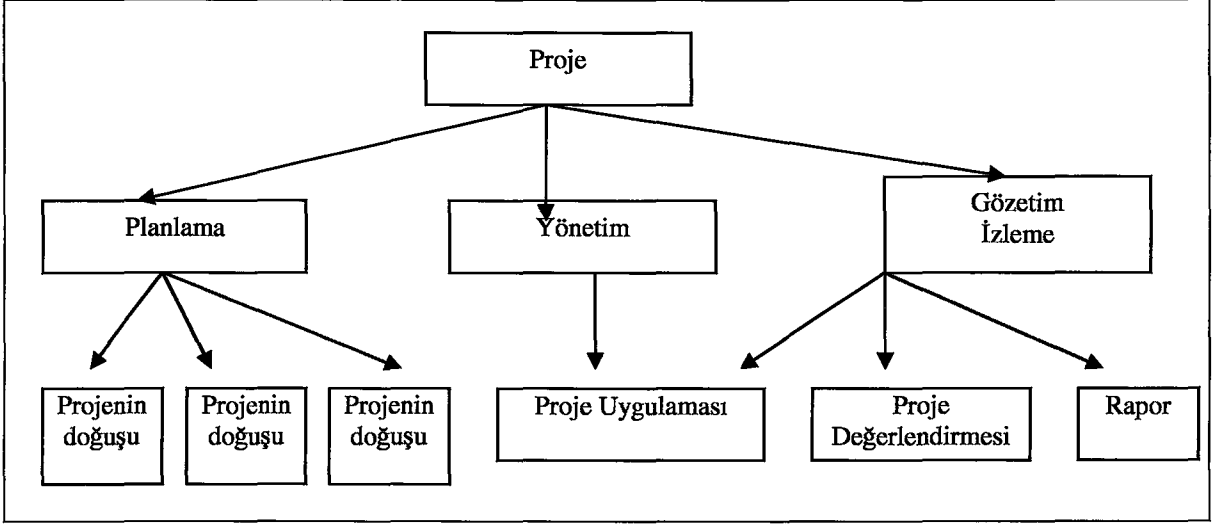 Proje
Planlama
Yönetim
Gözetim
İzleme
Projenin
doğuşu
Projenin
doğuşu
Projenin
doğuşu
Proje Uygulaması
Proje
Değerlendirmesi
Rapor